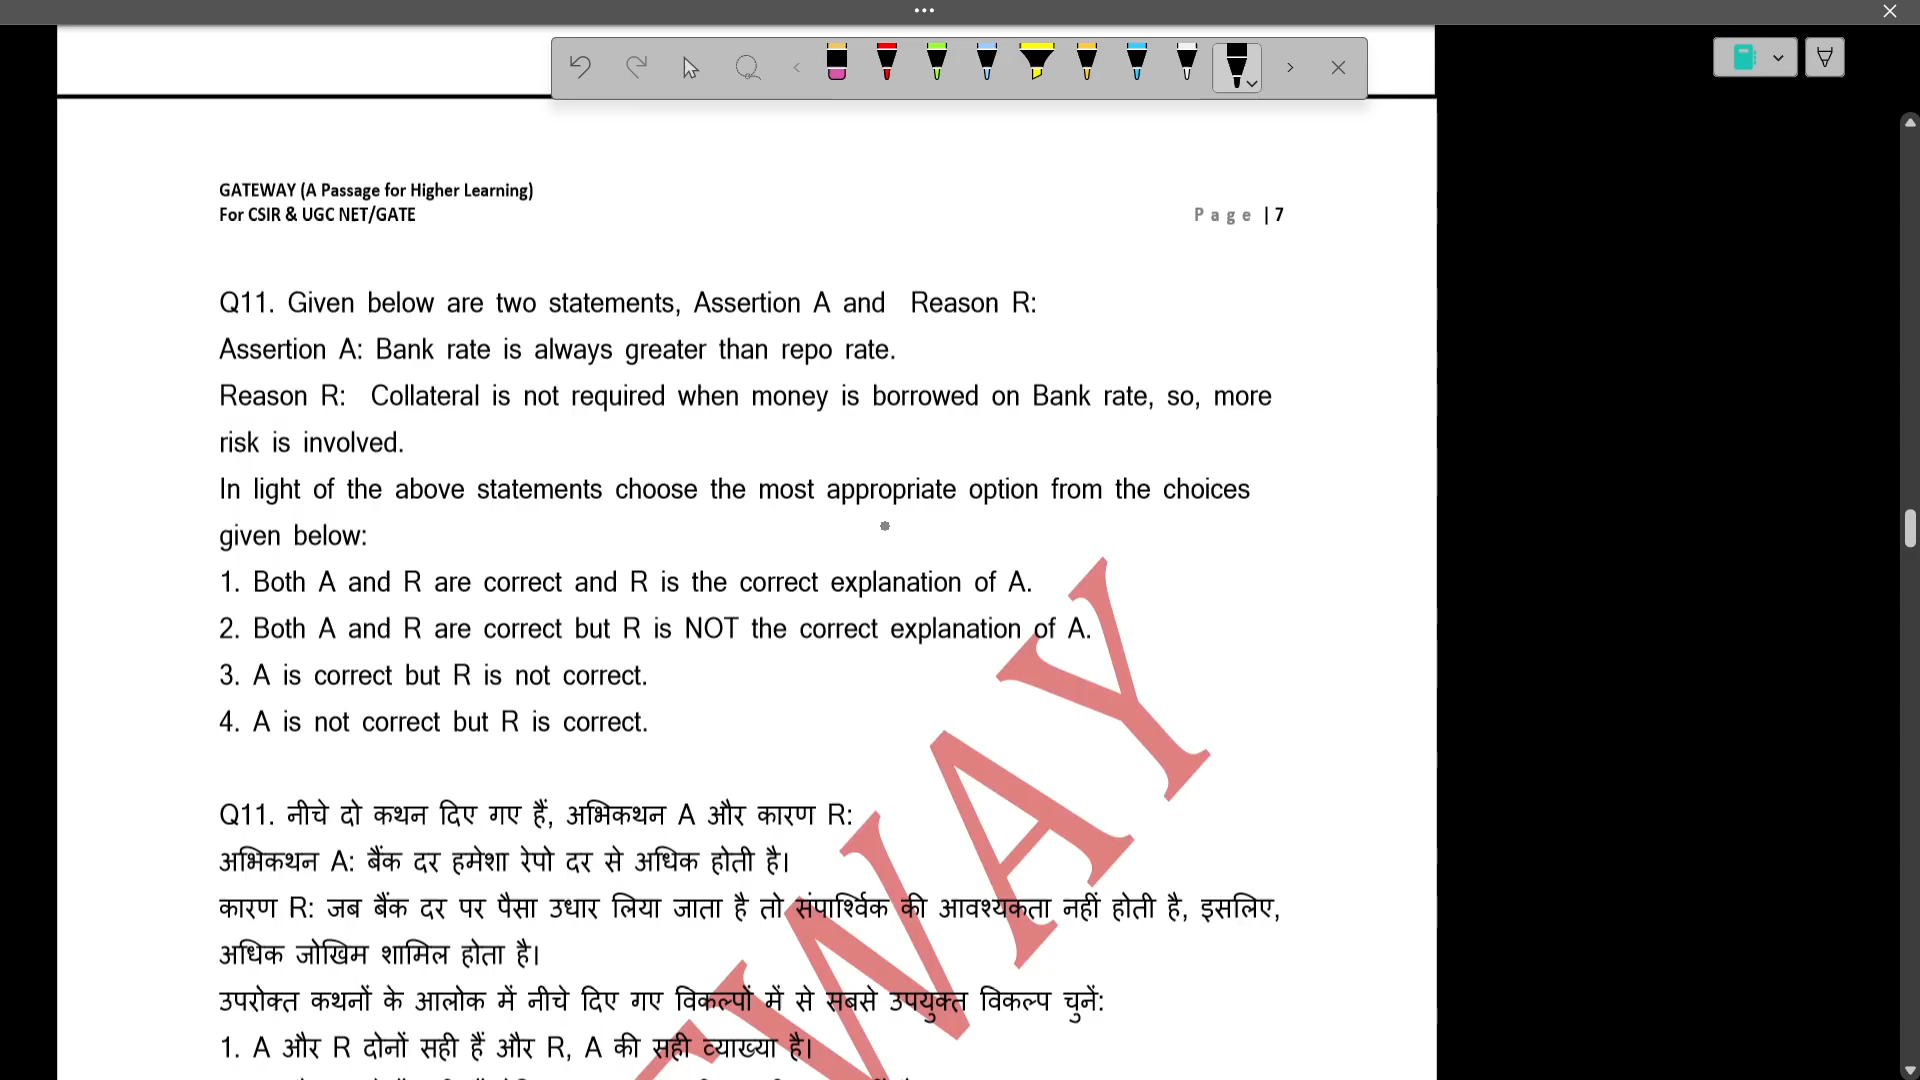 GATEWAY (A Passage for Higher Learning)
For CSIR & UGC NET/GATE
Page | 7
Q11. Given below are two statements, Assertion A and Reason R:
Assertion A: Bank rate is always greater than repo rate.
Reason R: Collateral is not required when money is borrowed on Bank rate, so, more
risk is involved.
In light of the above statements choose the most appropriate option from the choices
given below:
1. Both A and R are correct and R is the correct explanation of A.
2. Both A and R are correct but R is NOT the correct explanation of A.
3. A is correct but R is not correct.
4. A is not correct but R is correct.
Q11. नीचे दो कथन दिए गए हैं, अभिकथन A और कारण R:
अभिकथन A: बैंक दर हमेशा रेपो दर से अधिक होती है।
कारण R: जब बैंक दर पर पैसा उधार लिया जाता है तो संपार्श्विक की आवश्यकता नहीं होती है, इसलिए,
अधिक जोखिम शामिल होता है।
उपरोक्त कथनों के आलोक में नीचे दिए गए विकल्पों में से सबसे उपयुक्त विकल्प चुनें:
1. A और R दोनों सही हैं और R, A की सही व्याख्या है।
WAY